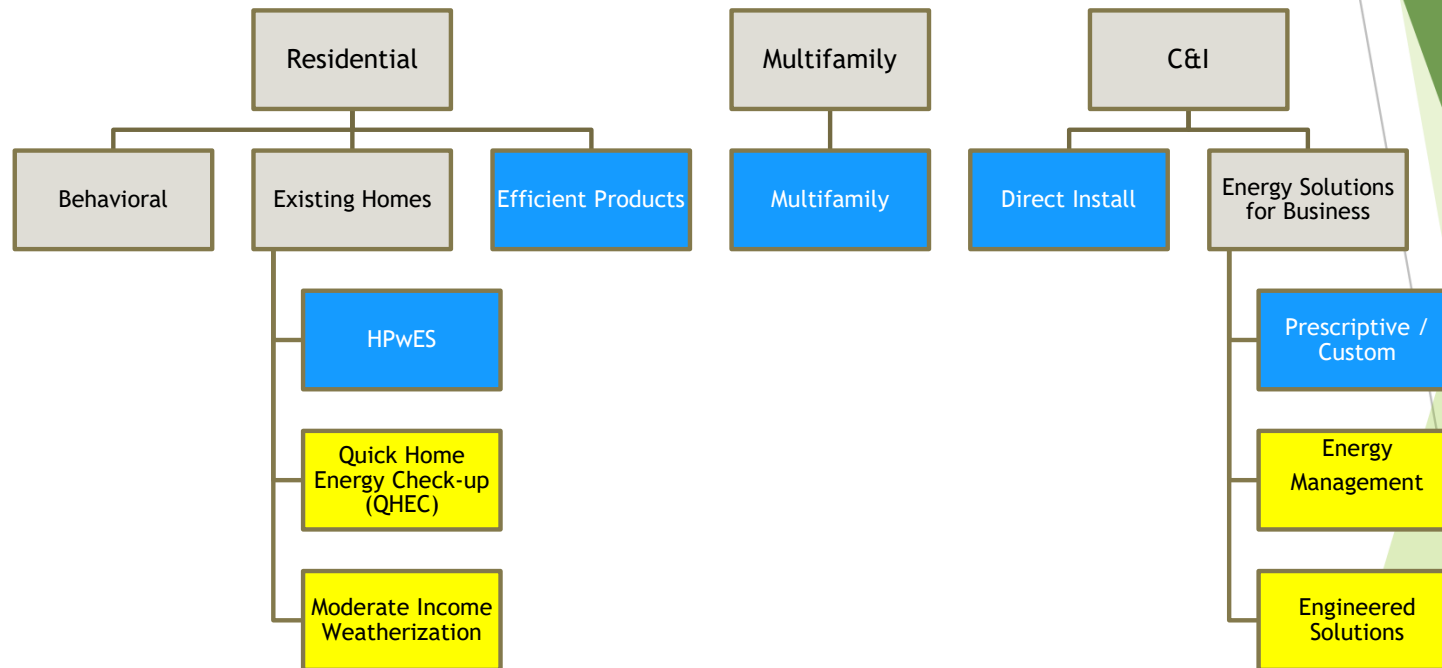 Residential
Multifamily
C&I
Behavioral
Existing Homes
Efficient Products
Multifamily
Direct Install
Energy Solutions
for Business
HPwES
Prescriptive /
Custom
Quick Home
Energy Check-up
(QHEC)
Energy
Management
Moderate Income
Weatherization
Engineered
Solutions